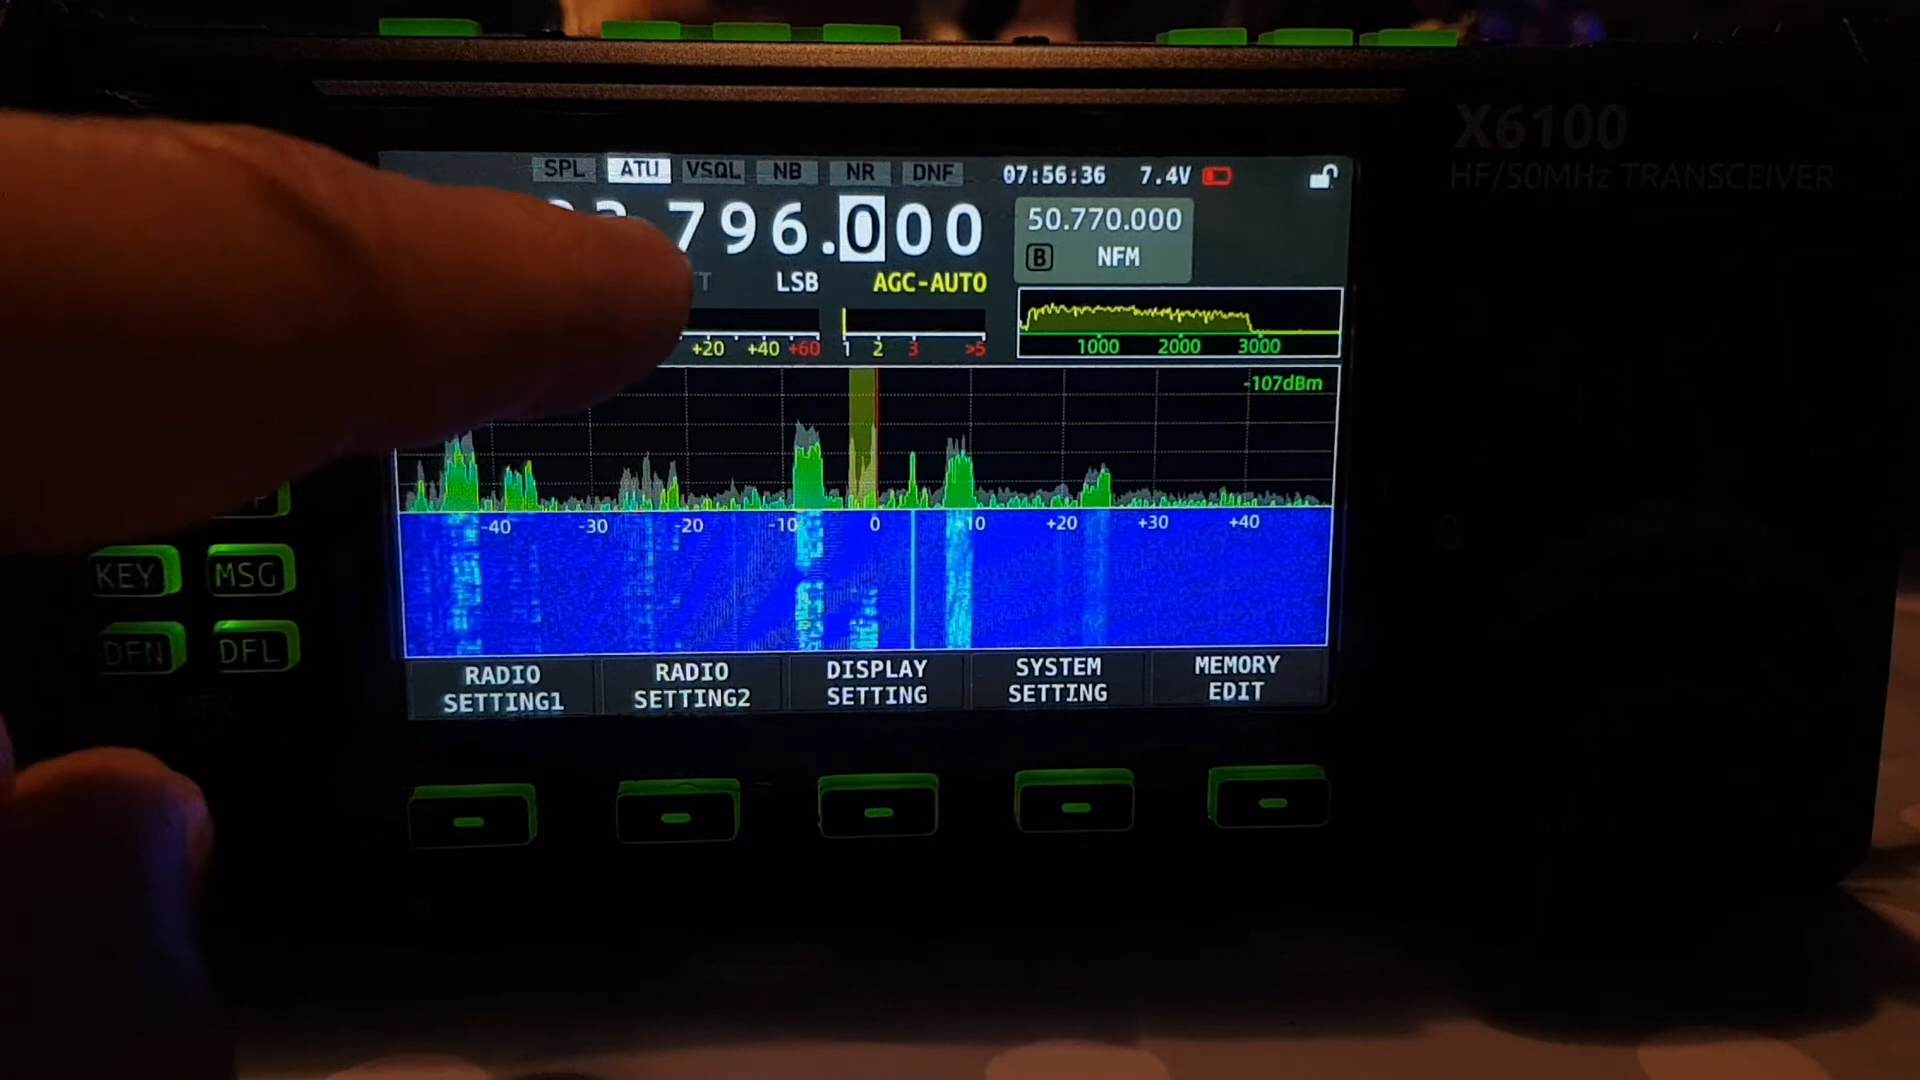 X6100
HF/50MHz TRANSCEIVER
SPL ATU VSQL NB NR DNF 07:56:36 7.4V
796.000 50.770.000
B NFM
LSB AGC-AUTO
+20 +40 +60 1 2 3 >5
1000 2000 3000
-107dBm
-40 -30 -20 -10 0 10 +20 +30 +40
KEY MSG
DFN DFL
RADIO SETTING1
RADIO SETTING2
DISPLAY SETTING
SYSTEM SETTING
MEMORY EDIT